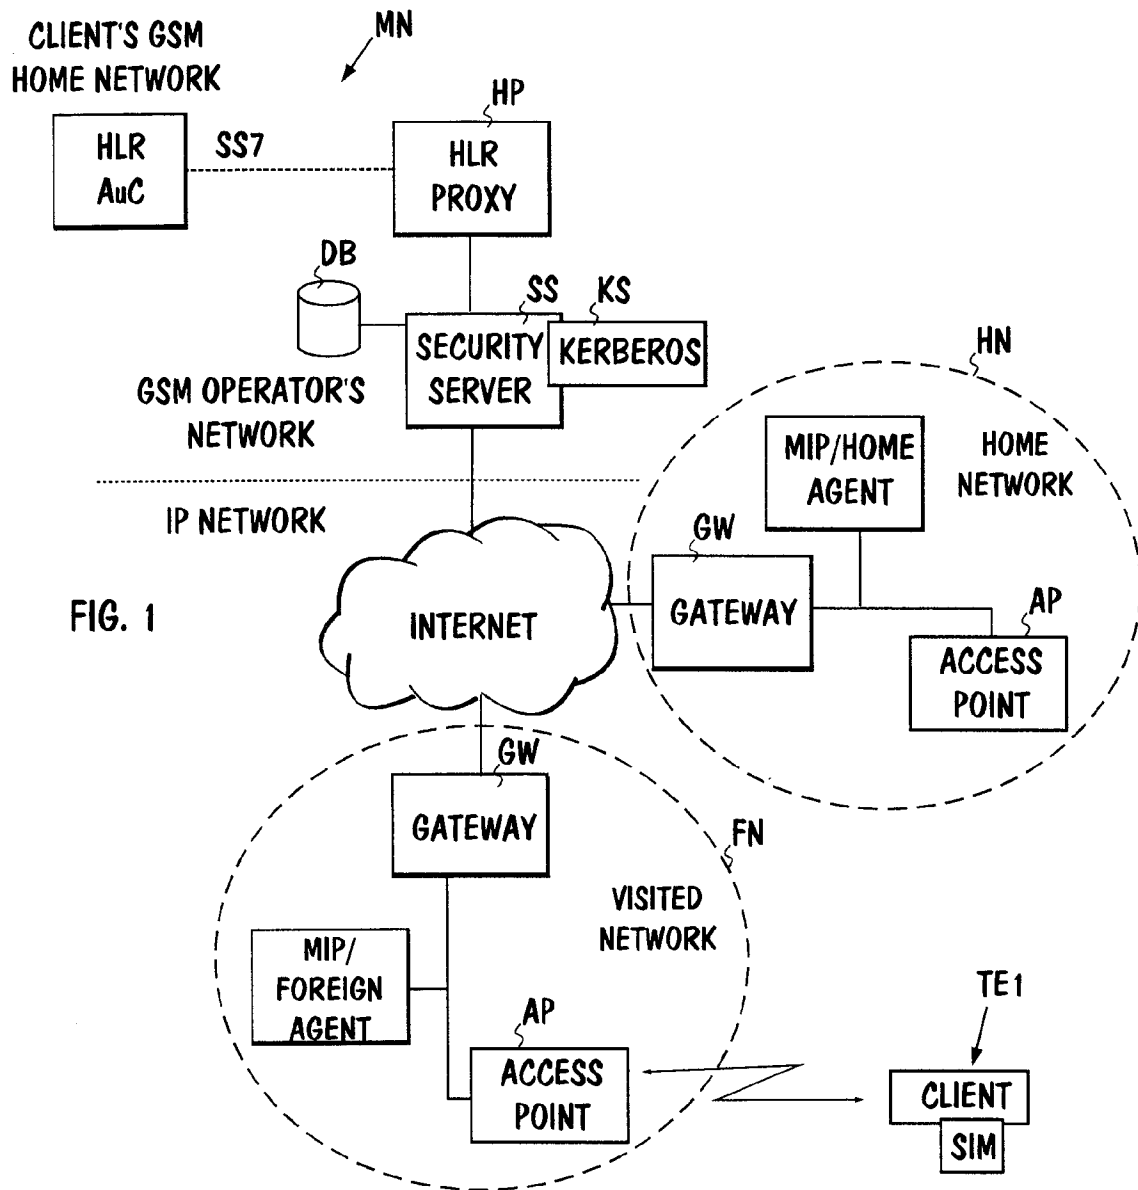 CLIENT'S GSM
HOME NETWORK
MN
HLR
AuC
SS7
HP
HLR
PROXY
DB
SS
KS
SECURITY
SERVER
KERBEROS
GSM OPERATOR'S
NETWORK
IP NETWORK
HN
MIP/HOME
AGENT
HOME
NETWORK
GW
GATEWAY
AP
ACCESS
POINT
INTERNET
FIG. 1
GW
GATEWAY
FN
VISITED
NETWORK
MIP/
FOREIGN
AGENT
AP
ACCESS
POINT
TE1
CLIENT
SIM